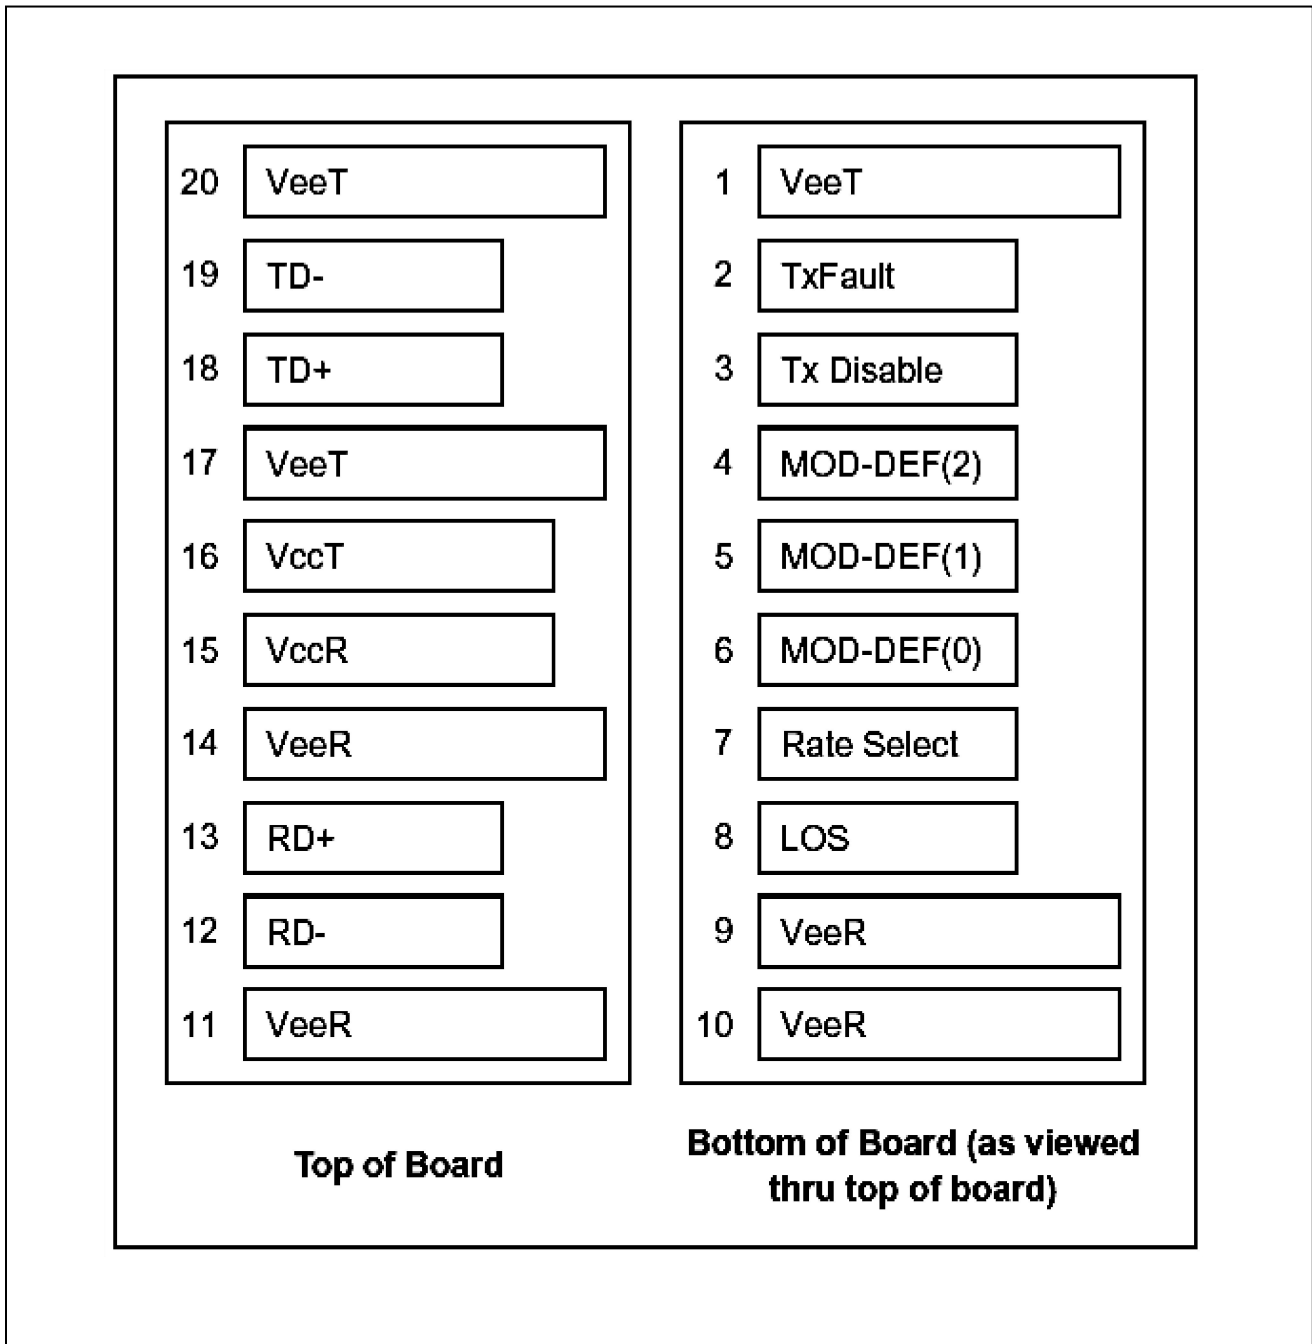 20 VeeT
19 TD-
18 TD+
17 VeeT
16 VccT
15 VccR
14 VeeR
13 RD+
12 RD-
11 VeeR
Top of Board
1 VeeT
2 TxFault
3 Tx Disable
4 MOD-DEF(2)
5 MOD-DEF(1)
6 MOD-DEF(0)
7 Rate Select
8 LOS
9 VeeR
10 VeeR
Bottom of Board (as viewed
thru top of board)